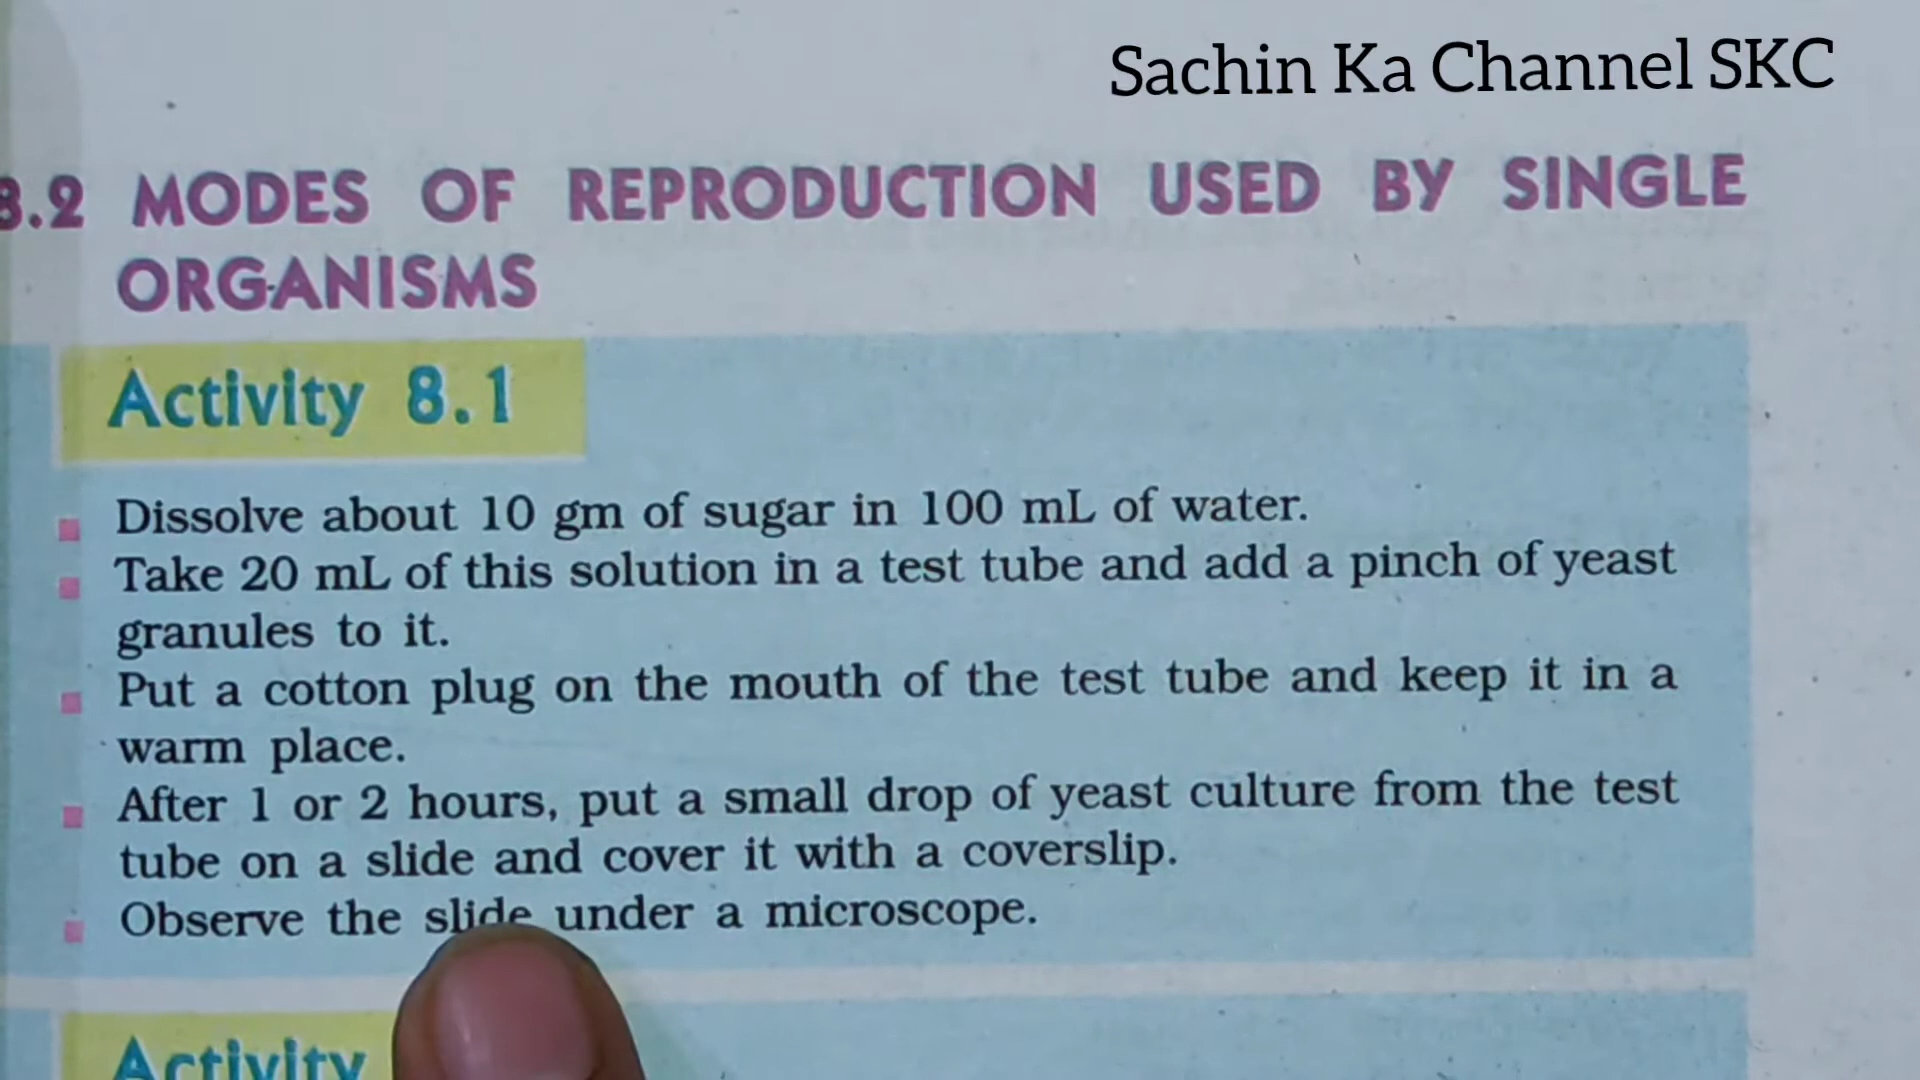 Sachin Ka Channel SKC
8.2 MODES OF REPRODUCTION USED BY SINGLE
ORGANISMS
Activity 8.1
Dissolve about 10 gm of sugar in 100 mL of water.
Take 20 mL of this solution in a test tube and add a pinch of yeast
granules to it.
Put a cotton plug on the mouth of the test tube and keep it in a
warm place.
After 1 or 2 hours, put a small drop of yeast culture from the test
tube on a slide and cover it with a coverslip.
Observe the slide under a microscope.
Activity